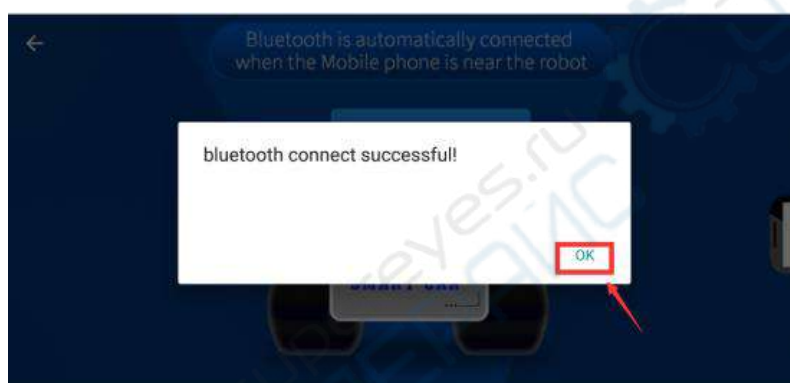 Bluetooth is automatically connected
when the Mobile phone is near the robot
bluetooth connect successful!
OK